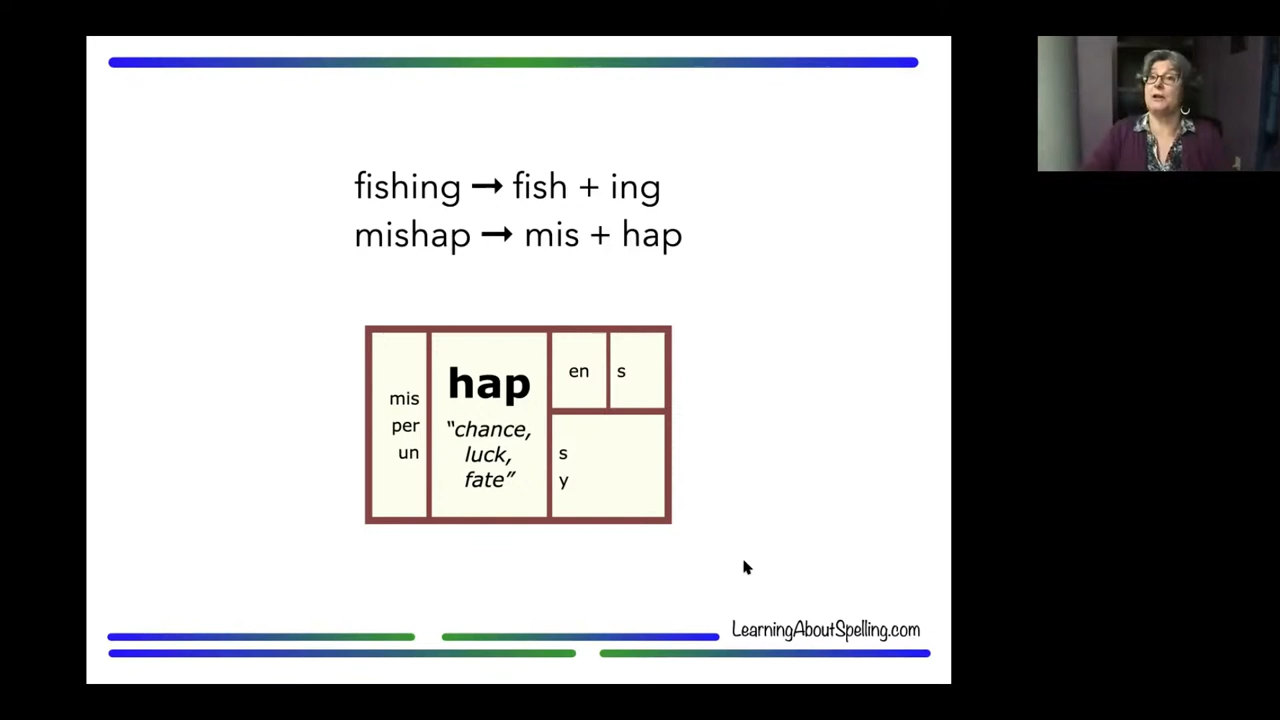 fishing → fish + ing
mishap → mis + hap
mis
per
un
hap
“chance,
luck,
fate”
en
s
s
y
LearningAboutSpelling.com